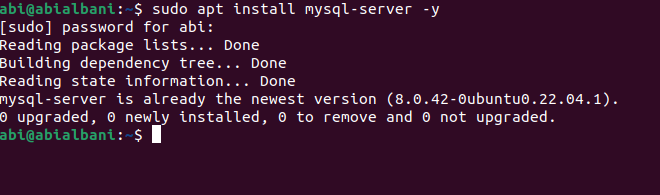 abi@abialbani:~$ sudo apt install mysql-server -y
[sudo] password for abi:
Reading package lists... Done
Building dependency tree... Done
Reading state information... Done
mysql-server is already the newest version (8.0.42-0ubuntu0.22.04.1).
0 upgraded, 0 newly installed, 0 to remove and 0 not upgraded.
abi@abialbani:~$